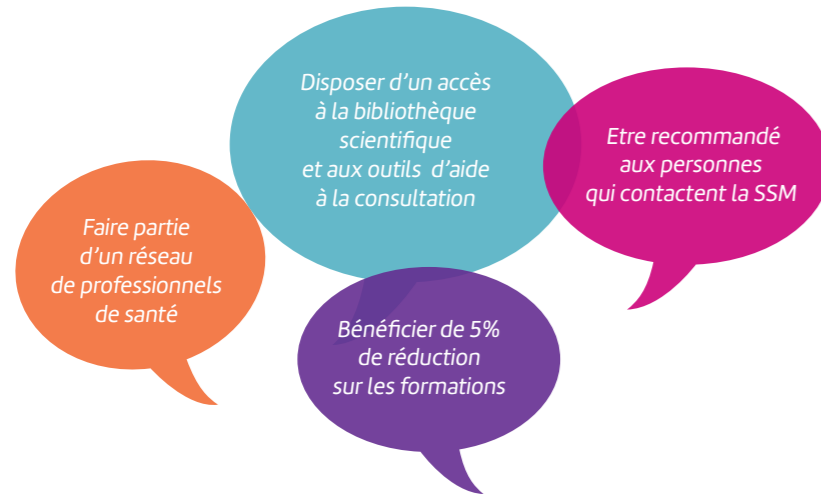 Disposer d'un accès
à la bibliothèque
scientifique
et aux outils d'aide
à la consultation
Etre recommandé
aux personnes
qui contactent la SSM
Faire partie
d'un réseau
de professionnels
de santé
Bénéficier de 5%
de réduction
sur les formations